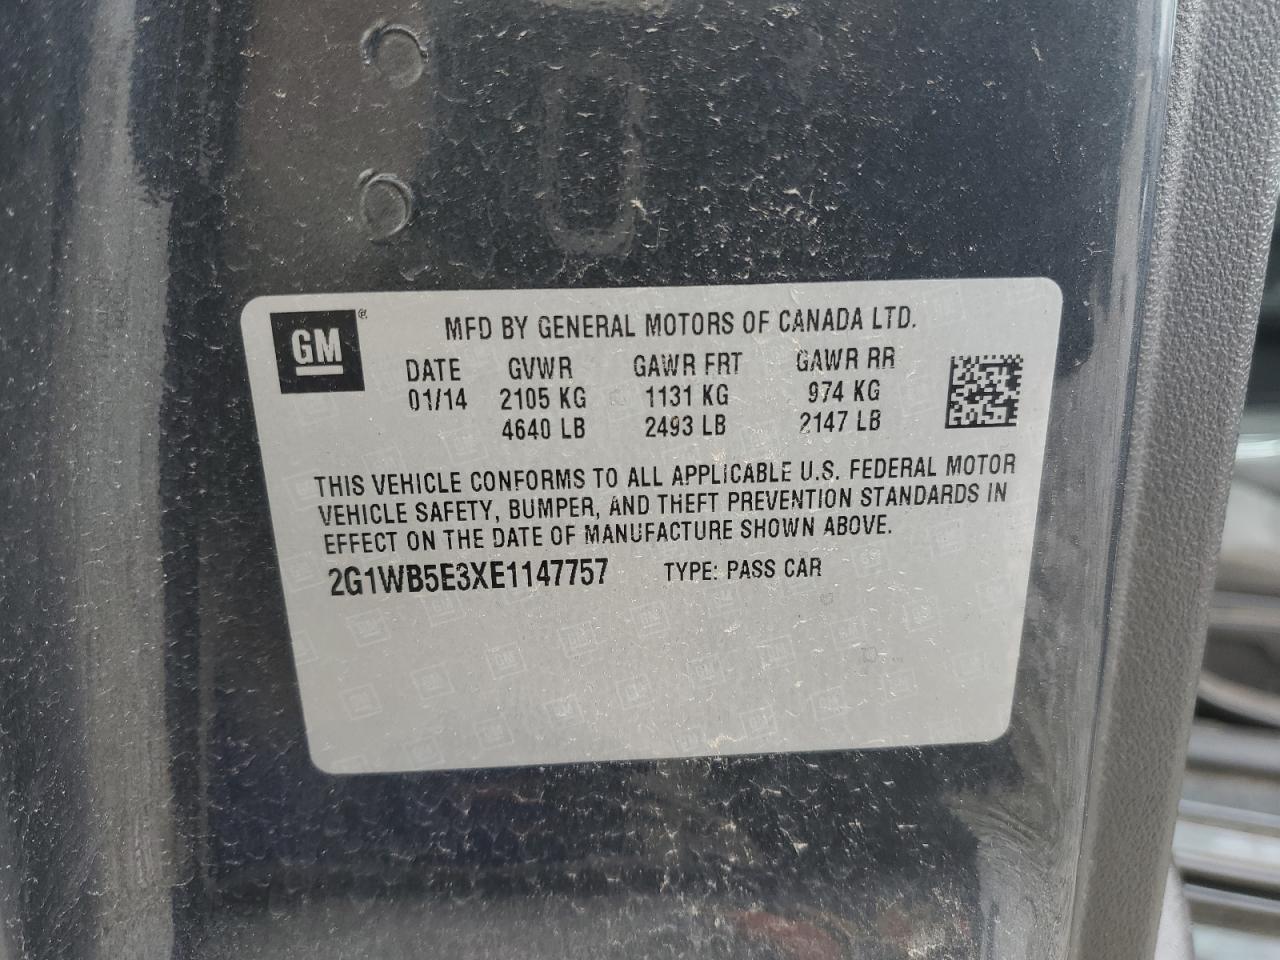 GM®
MFD BY GENERAL MOTORS OF CANADA LTD.
DATE GVWR GAWR FRT GAWR RR
01/14 2105 KG 1131 KG 974 KG
4640 LB 2493 LB 2147 LB
THIS VEHICLE CONFORMS TO ALL APPLICABLE U.S. FEDERAL MOTOR
VEHICLE SAFETY, BUMPER, AND THEFT PREVENTION STANDARDS IN
EFFECT ON THE DATE OF MANUFACTURE SHOWN ABOVE.
2G1WB5E3XE1147757 TYPE: PASS CAR